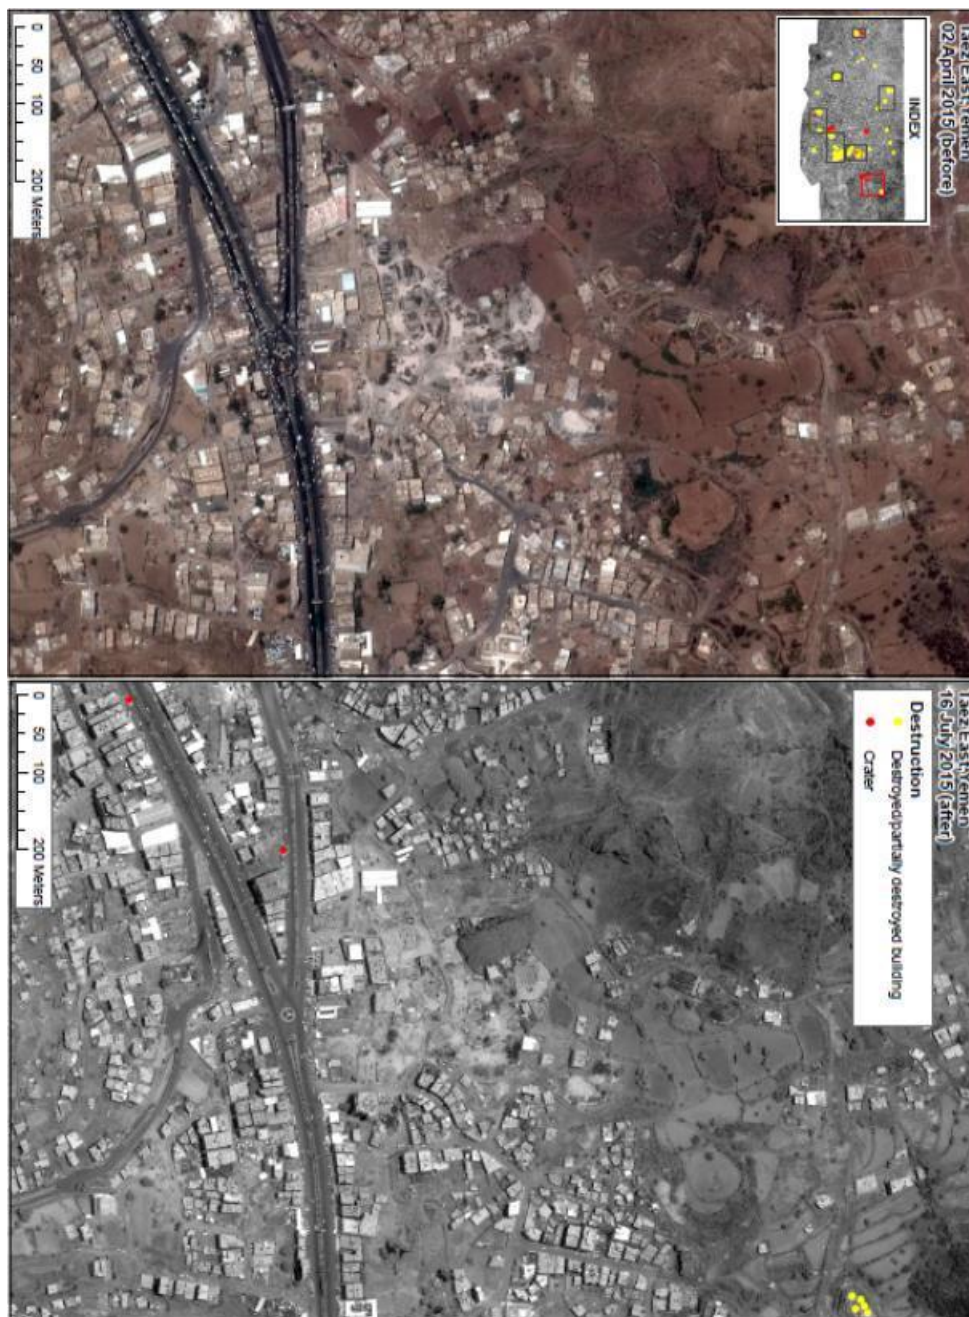 Taez East, Yemen
02 April 2015 (before)
INDEX
0 50 100 200 Meters
Taez East, Yemen
16 July 2015 (after)
Destruction
Destroyed/partially destroyed building
Crater
0 50 100 200 Meters